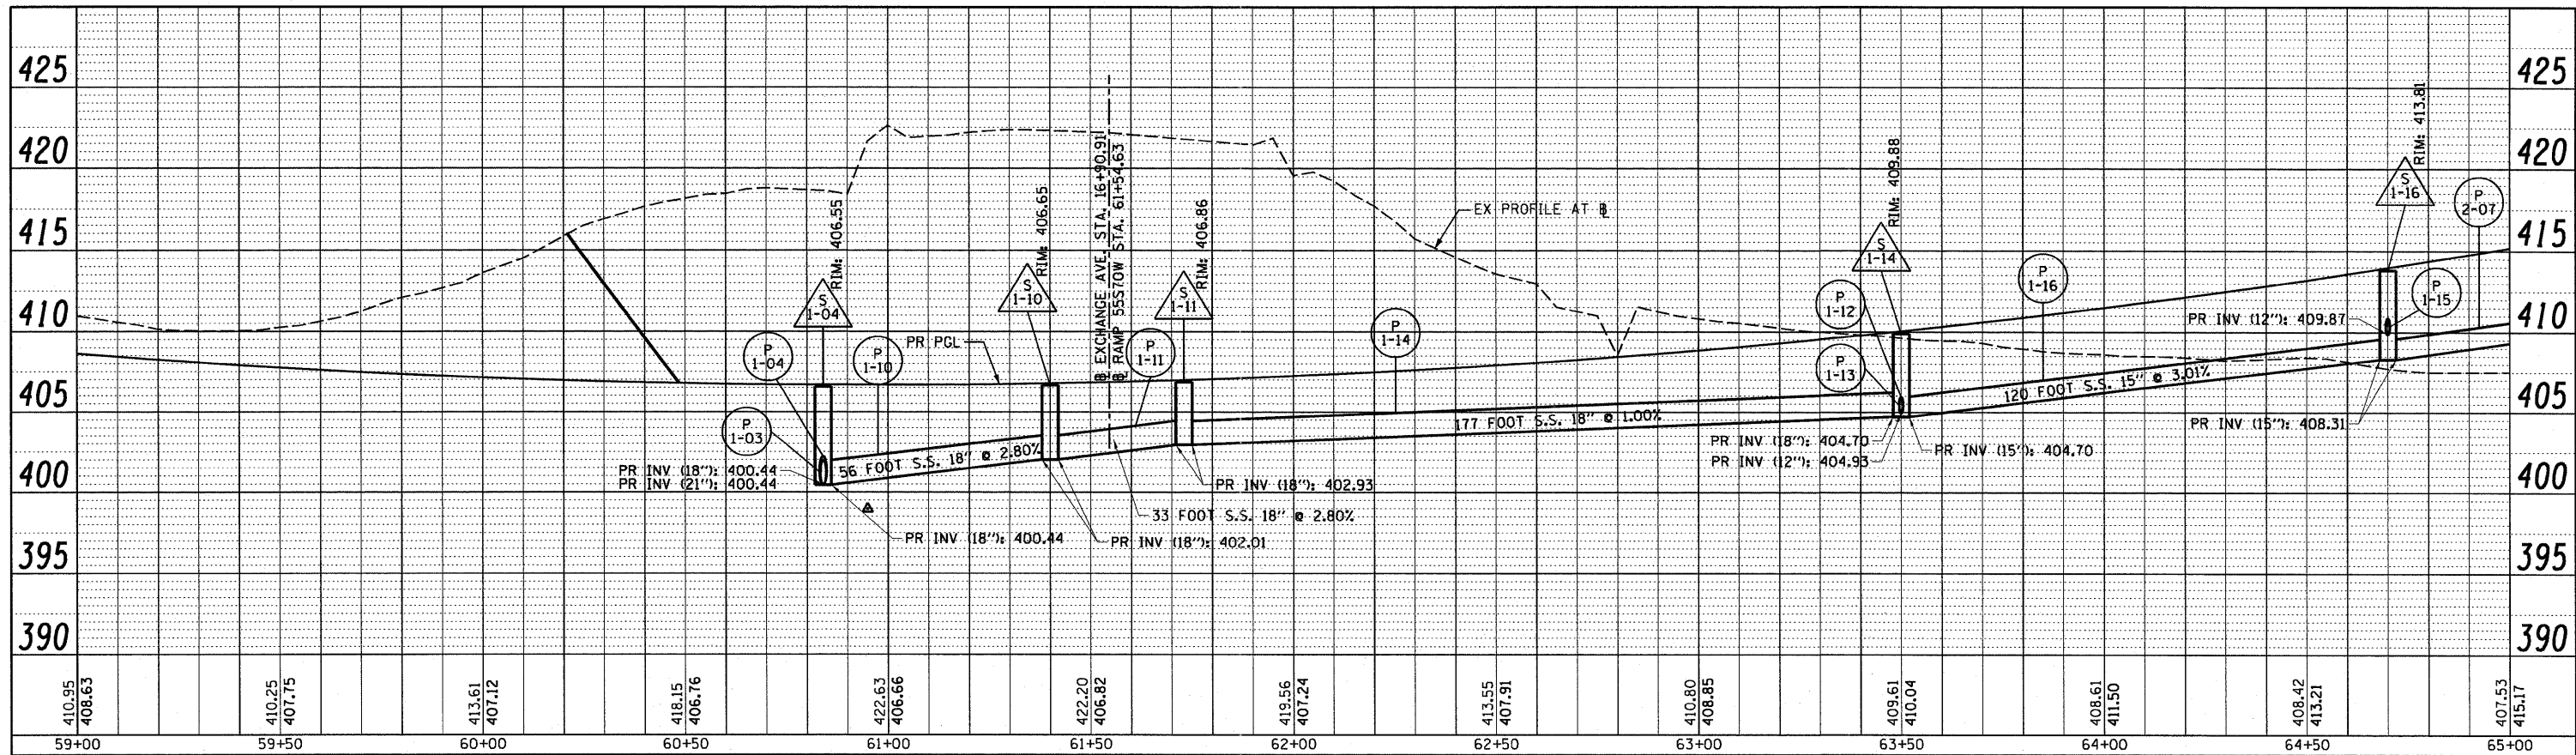 425
420
415
410
405
400
395
390
425
420
415
410
405
400
395
390
P
1-03
P
1-04
S
1-04
RIM: 406.55
P
1-10
PR PGL
S
1-10
RIM: 406.65
EXCHANGE AVE. STA. 16+90.91
RAMP 55S70W STA. 61+54.63
P
1-11
S
1-11
RIM: 406.86
P
1-14
EX PROFILE AT
P
1-12
P
1-13
S
1-14
RIM: 409.88
P
1-16
S
1-16
RIM: 413.81
P
1-15
P
2-07
PR INV (12"): 409.87
PR INV (15"): 408.31
120 FOOT S.S. 15" @ 3.01%
177 FOOT S.S. 18" @ 1.00%
56 FOOT S.S. 18" @ 2.80%
33 FOOT S.S. 18" @ 2.80%
PR INV (18"): 400.44
PR INV (21"): 400.44
PR INV (18"): 400.44
PR INV (18"): 402.01
PR INV (18"): 402.93
PR INV (18"): 404.70
PR INV (12"): 404.93
PR INV (15"): 404.70
410.95
408.63
410.25
407.75
413.61
407.12
418.15
406.76
422.63
406.66
422.20
406.82
419.56
407.24
413.55
407.91
410.80
408.85
409.61
410.04
408.61
411.50
408.42
413.21
407.53
415.17
59+00
59+50
60+00
60+50
61+00
61+50
62+00
62+50
63+00
63+50
64+00
64+50
65+00